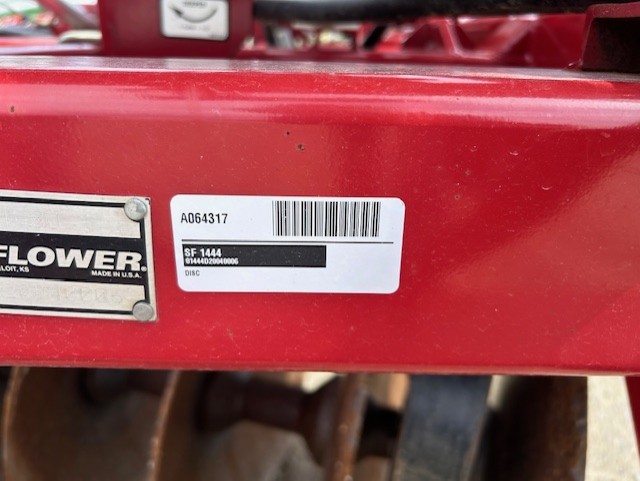 A064317
SF 1444
01444D20040006
DISC
FLOWER.
LOIT, KS
MADE IN U.S.A.